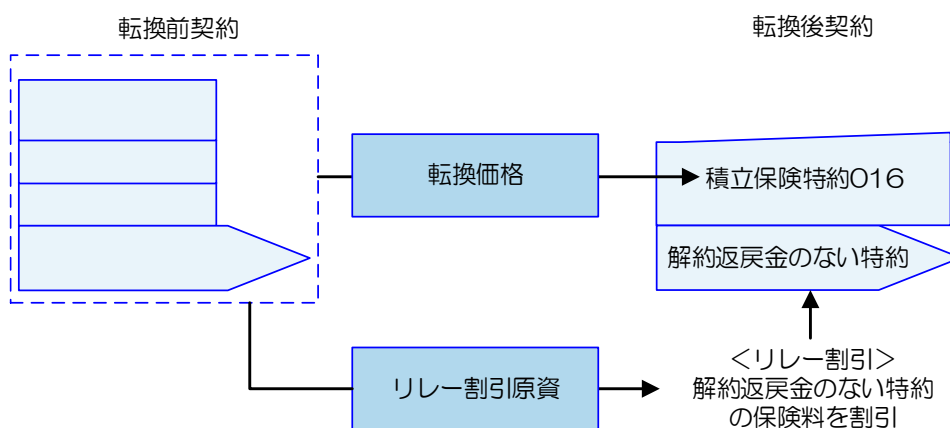 転換前契約
転換後契約
転換価格
積立保険特約016
解約返戻金のない特約
リレー割引原資
＜リレー割引＞
解約返戻金のない特約
の保険料を割引